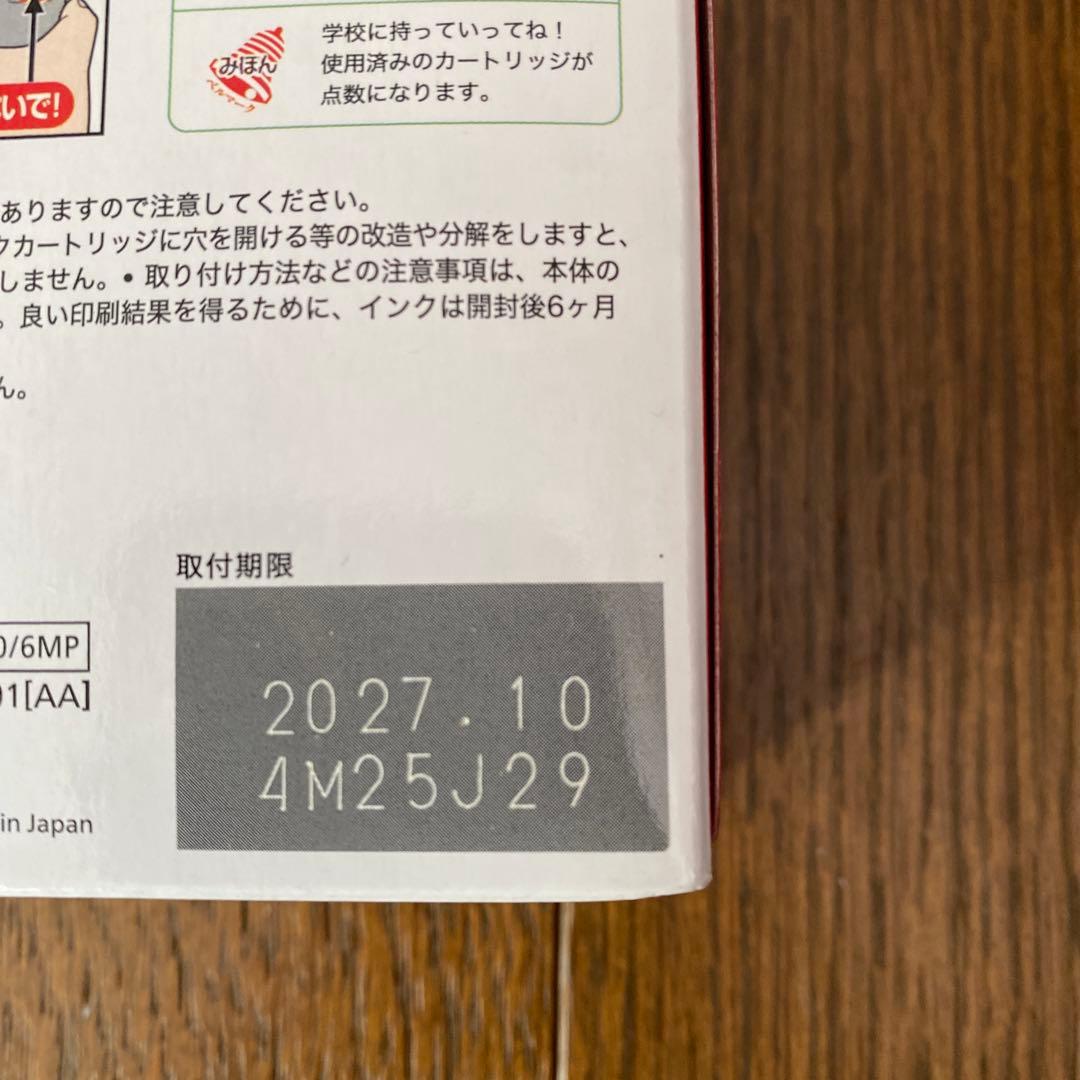 学校に持っていってね！
使用済みのカートリッジが
点数になります。
みほん
ベルマーク
いで!
ありますので注意してください。
クカートリッジに穴を開ける等の改造や分解をしますと、
しません。• 取り付け方法などの注意事項は、本体の
。良い印刷結果を得るために、インクは開封後6ヶ月
ん。
取付期限
0/6MP
01[AA]
2027.10
4M25J29
in Japan